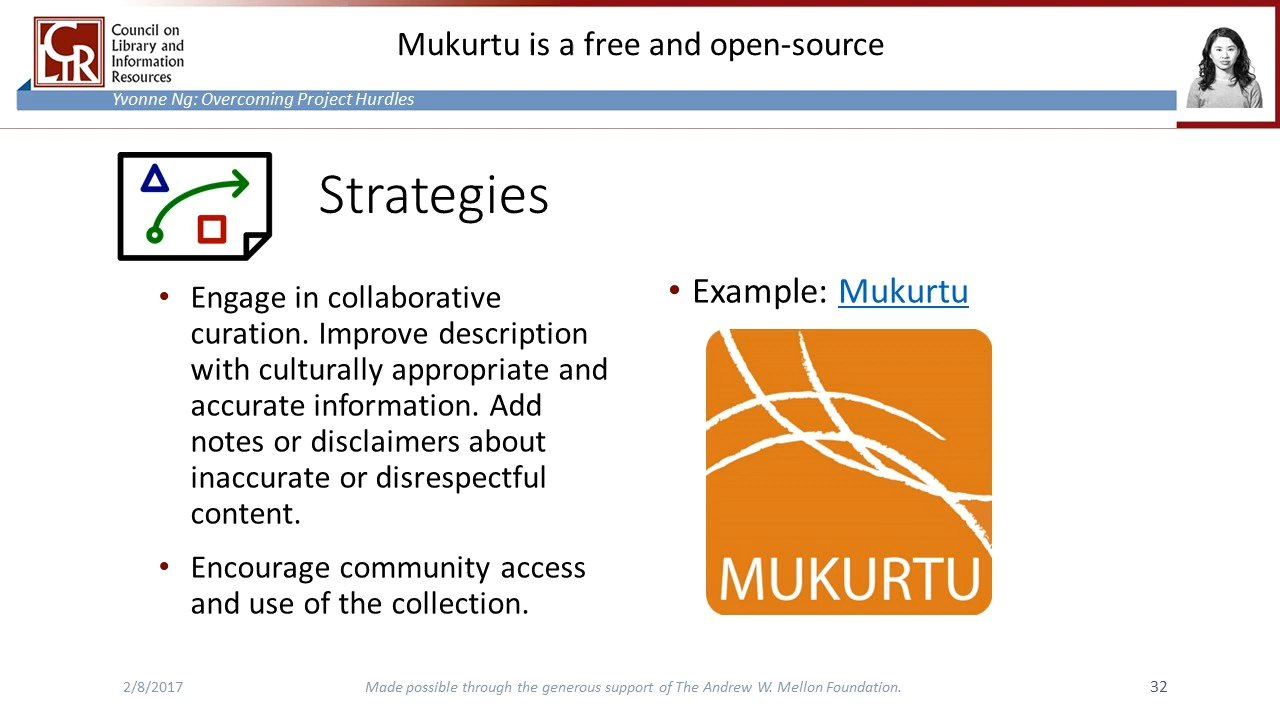 CLIR
Council on
Library and
Information
Resources
Mukurtu is a free and open-source
Yvonne Ng: Overcoming Project Hurdles
Strategies
• Engage in collaborative
curation. Improve description
with culturally appropriate and
accurate information. Add
notes or disclaimers about
inaccurate or disrespectful
content.
• Encourage community access
and use of the collection.
• Example: Mukurtu
MUKURTU
2/8/2017
Made possible through the generous support of The Andrew W. Mellon Foundation.
32